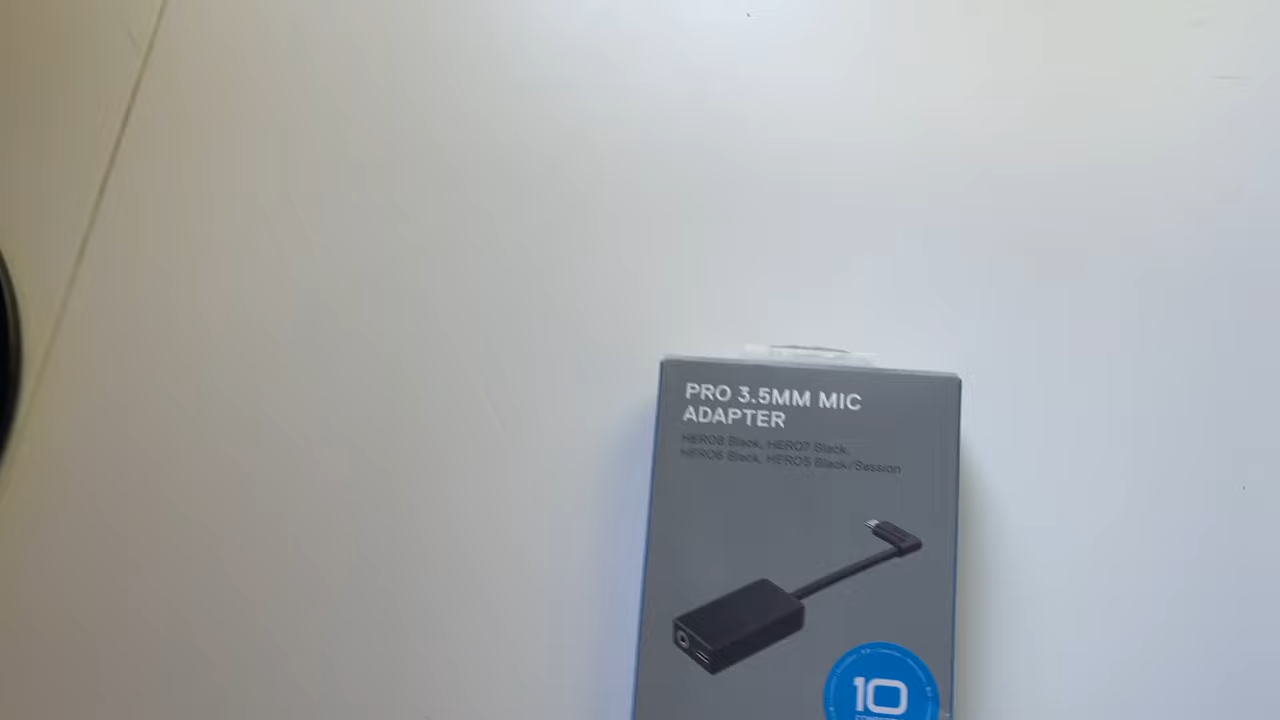 PRO 3.5MM MIC
ADAPTER
HERO8 Black, HERO7 Black,
HERO6 Black, HERO5 Black/Session
10